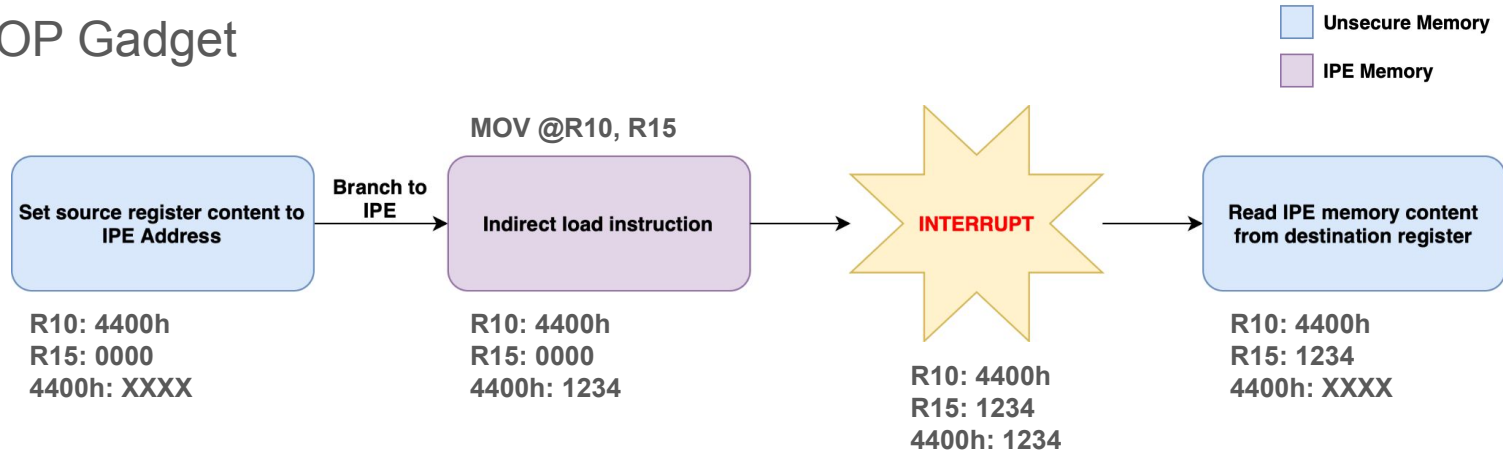 OP Gadget
Unsecure Memory
IPE Memory
MOV @R10, R15
Set source register content to
IPE Address
Branch to
IPE
Indirect load instruction
INTERRUPT
Read IPE memory content
from destination register
R10: 4400h
R15: 0000
4400h: XXXX
R10: 4400h
R15: 0000
4400h: 1234
R10: 4400h
R15: 1234
4400h: 1234
R10: 4400h
R15: 1234
4400h: XXXX